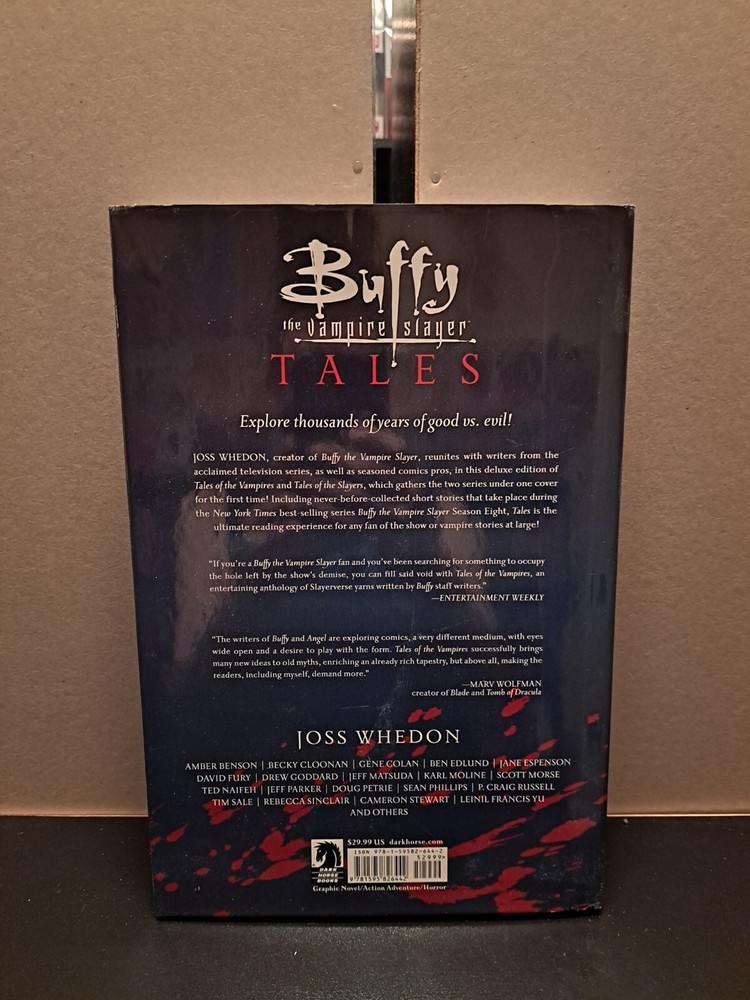 Buffy
the vampire slayer
TALES
Explore thousands of years of good vs. evil!
JOSS WHEDON, creator of Buffy the Vampire Slayer, reunites with writers from the
acclaimed television series, as well as seasoned comics pros, in this deluxe edition of
Tales of the Vampires and Tales of the Slayers, which gathers the two series under one cover
for the first time! Including never-before-collected short stories that take place during
the New York Times best-selling series Buffy the Vampire Slayer Season Eight, Tales is the
ultimate reading experience for any fan of the show or vampire stories at large!
"If you're a Buffy the Vampire Slayer fan and you've been searching for something to occupy
the hole left by the show's demise, you can fill said void with Tales of the Vampires, an
entertaining anthology of Slayerverse yarns written by Buffy staff writers."
—ENTERTAINMENT WEEKLY
"The writers of Buffy and Angel are exploring comics, a very different medium, with eyes
wide open and a desire to play with the form. Tales of the Vampires successfully brings
many new ideas to old myths, enriching an already rich tapestry, but above all, making the
readers, including myself, demand more."
—MARV WOLFMAN
creator of Blade and Tomb of Dracula
JOSS WHEDON
AMBER BENSON | BECKY CLOONAN | GENE COLAN | BEN EDLUND | JANE ESPENSON
DAVID FURY | DREW GODDARD | JEFF MATSUDA | KARL MOLINE | SCOTT MORSE
TED NAIFEH | JEFF PARKER | DOUG PETRIE | SEAN PHILLIPS | P. CRAIG RUSSELL
TIM SALE | REBECCA SINCLAIR | CAMERON STEWART | LEINIL FRANCIS YU
AND OTHERS
$29.99 US darkhorse.com
ISBN 978-1-59582-644-2
52999
9 781595 826442
DARK
HORSE
BOOKS
Graphic Novel/Action Adventure/Horror